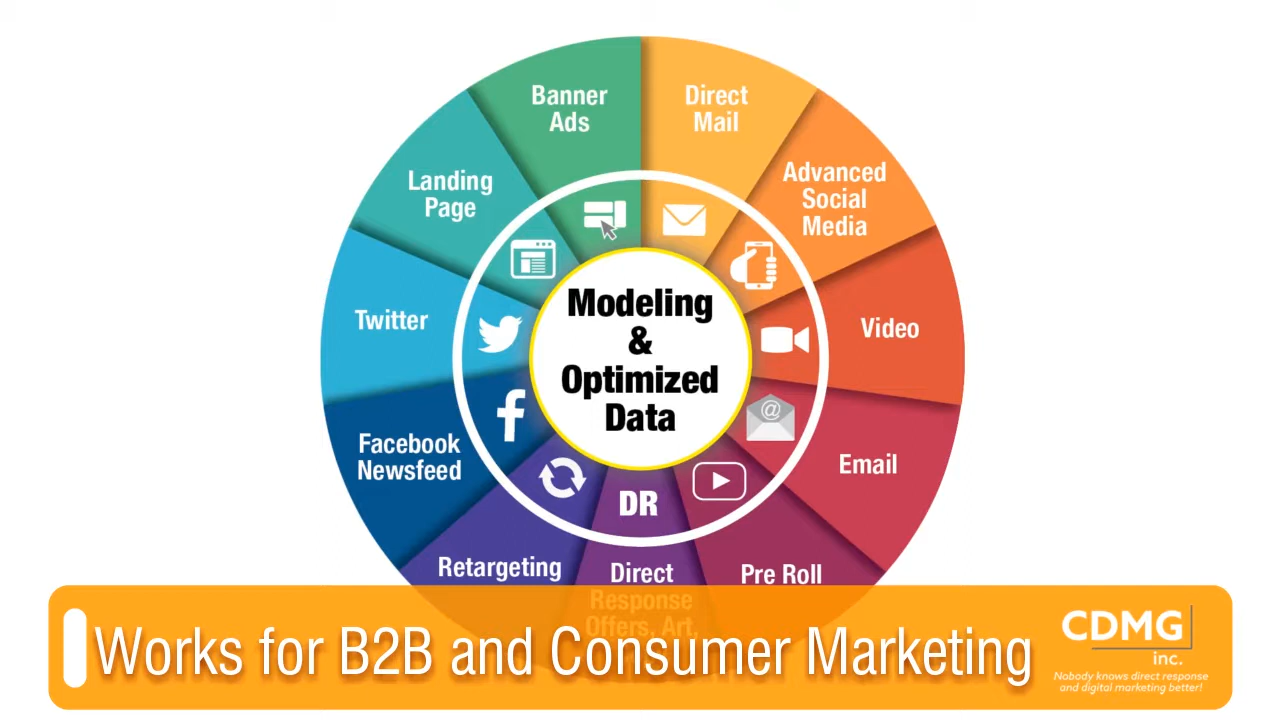 Banner
Ads
Direct
Mail
Advanced
Social
Media
Video
Email
Pre Roll
Direct
Response
Offers, Art,
DR
Retargeting
Facebook
Newsfeed
Twitter
Landing
Page
Modeling
&
Optimized
Data
@
Works for B2B and Consumer Marketing
CDMG
inc.
Nobody knows direct response
and digital marketing better!